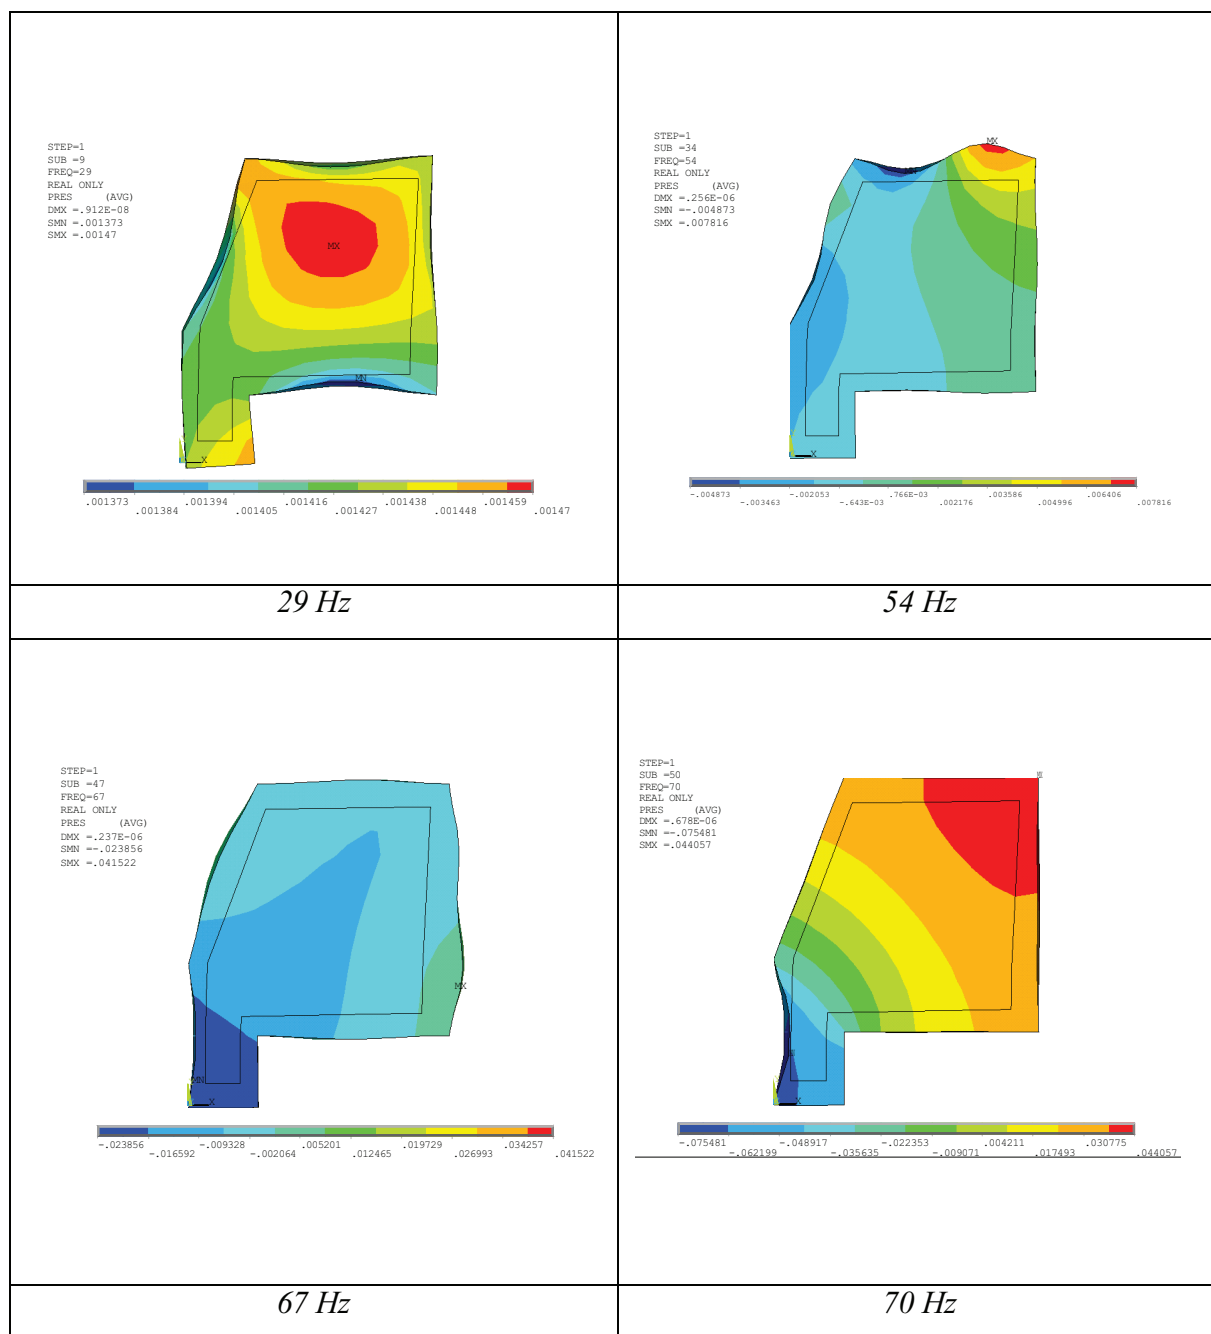 STEP=1
SUB =9
FREQ=29
REAL ONLY
PRES (AVG)
DMX =.912E-08
SMN =.001373
SMX =.00147
MX
MN
X
.001373 .001394 .001416 .001438 .001459
.001384 .001405 .001427 .001448 .00147
29 Hz
STEP=1
SUB =34
FREQ=54
REAL ONLY
PRES (AVG)
DMX =.256E-06
SMN =-.004873
SMX =.007816
MX
MN
X
-.004873 -.002053 .766E-03 .003586 .006406
-.003463 -.643E-03 .002176 .004996 .007816
54 Hz
STEP=1
SUB =47
FREQ=67
REAL ONLY
PRES (AVG)
DMX =.237E-06
SMN =-.023856
SMX =.041522
MX
MN
X
-.023856 -.009328 .005201 .019729 .034257
-.016592 -.002064 .012465 .026993 .041522
67 Hz
STEP=1
SUB =50
FREQ=70
REAL ONLY
PRES (AVG)
DMX =.678E-06
SMN =-.075481
SMX =.044057
X
-.075481 -.048917 -.022353 .004211 .030775
-.062199 -.035635 -.009071 .017493 .044057
70 Hz